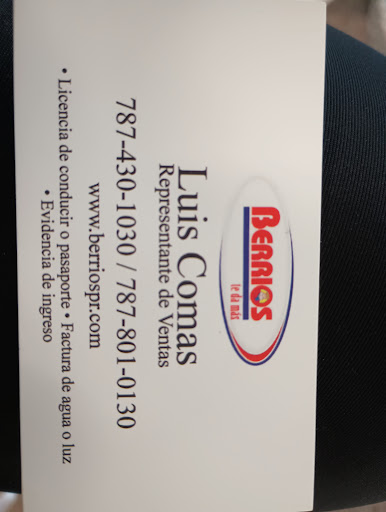 BERRIOS
te da más
Luis Comas
Representante de Ventas
787-430-1030 / 787-801-0130
www.berriospr.com
• Licencia de conducir o pasaporte • Factura de agua o luz
• Evidencia de ingreso